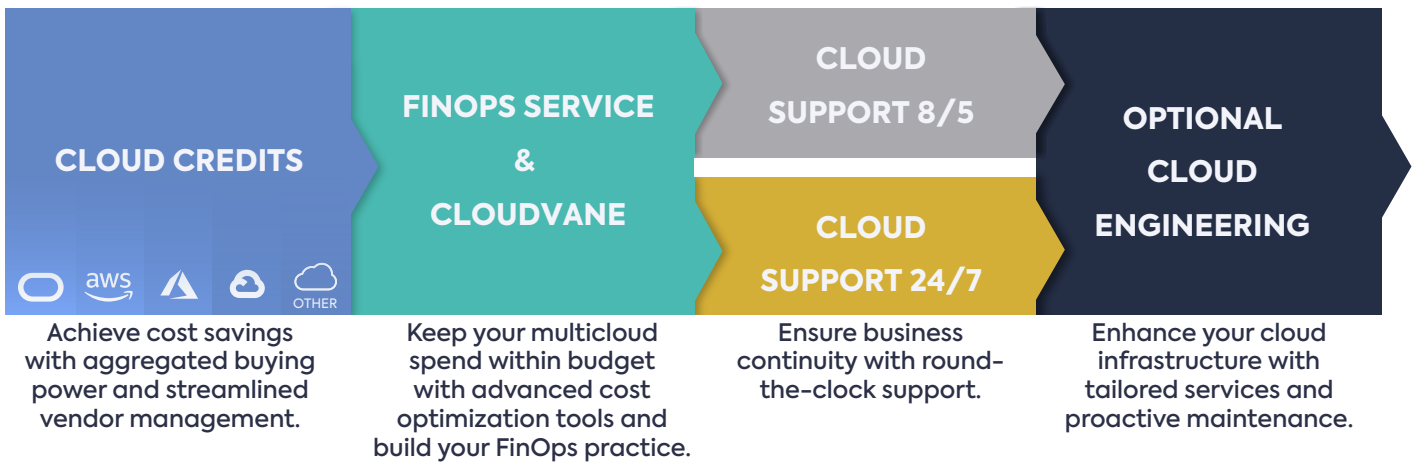 CLOUD CREDITS
aws
OTHER
Achieve cost savings
with aggregated buying
power and streamlined
vendor management.
FINOPS SERVICE
&
CLOUDVANE
Keep your multicloud
spend within budget
with advanced cost
optimization tools and
build your FinOps practice.
CLOUD
SUPPORT 8/5
CLOUD
SUPPORT 24/7
Ensure business
continuity with round-
the-clock support.
OPTIONAL
CLOUD
ENGINEERING
Enhance your cloud
infrastructure with
tailored services and
proactive maintenance.